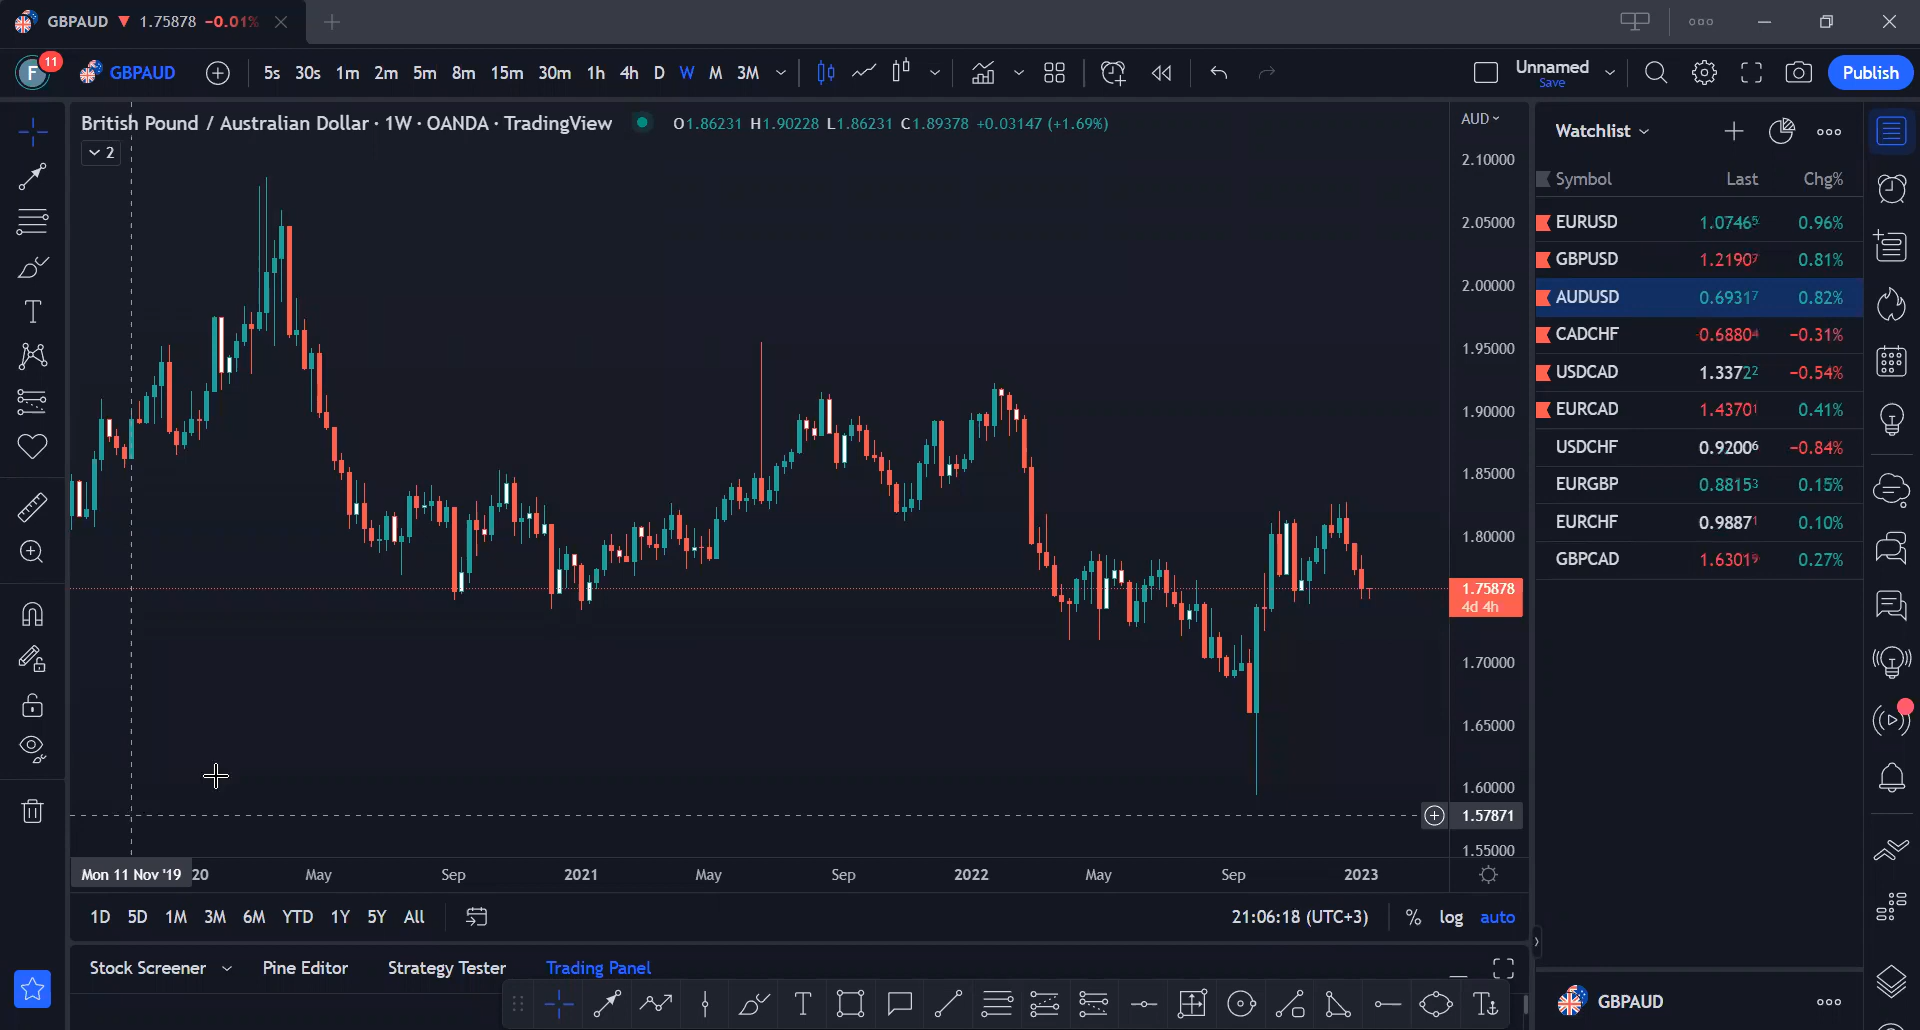 GBPAUD ▼ 1.75878 −0.01%
F 11 GBPAUD 5s 30s 1m 2m 5m 8m 15m 30m 1h 4h D W M 3M Unnamed Save Publish
British Pound / Australian Dollar · 1W · OANDA · TradingView O1.86231 H1.90228 L1.86231 C1.89378 +0.03147 (+1.69%)
2
AUD
2.10000
2.05000
2.00000
1.95000
1.90000
1.85000
1.80000
1.75878
4d 4h
1.70000
1.65000
1.60000
1.57871
1.55000
Mon 11 Nov '19 20 May Sep 2021 May Sep 2022 May Sep 2023
1D 5D 1M 3M 6M YTD 1Y 5Y All 21:06:18 (UTC+3) % log auto
Stock Screener Pine Editor Strategy Tester Trading Panel
T T
Watchlist
Symbol Last Chg%
EURUSD 1.07465 0.96%
GBPUSD 1.21907 0.81%
AUDUSD 0.69317 0.82%
CADCHF 0.68804 −0.31%
USDCAD 1.33722 −0.54%
EURCAD 1.43701 0.41%
USDCHF 0.92006 −0.84%
EURGBP 0.88153 0.15%
EURCHF 0.98871 0.10%
GBPCAD 1.63019 0.27%
GBPAUD